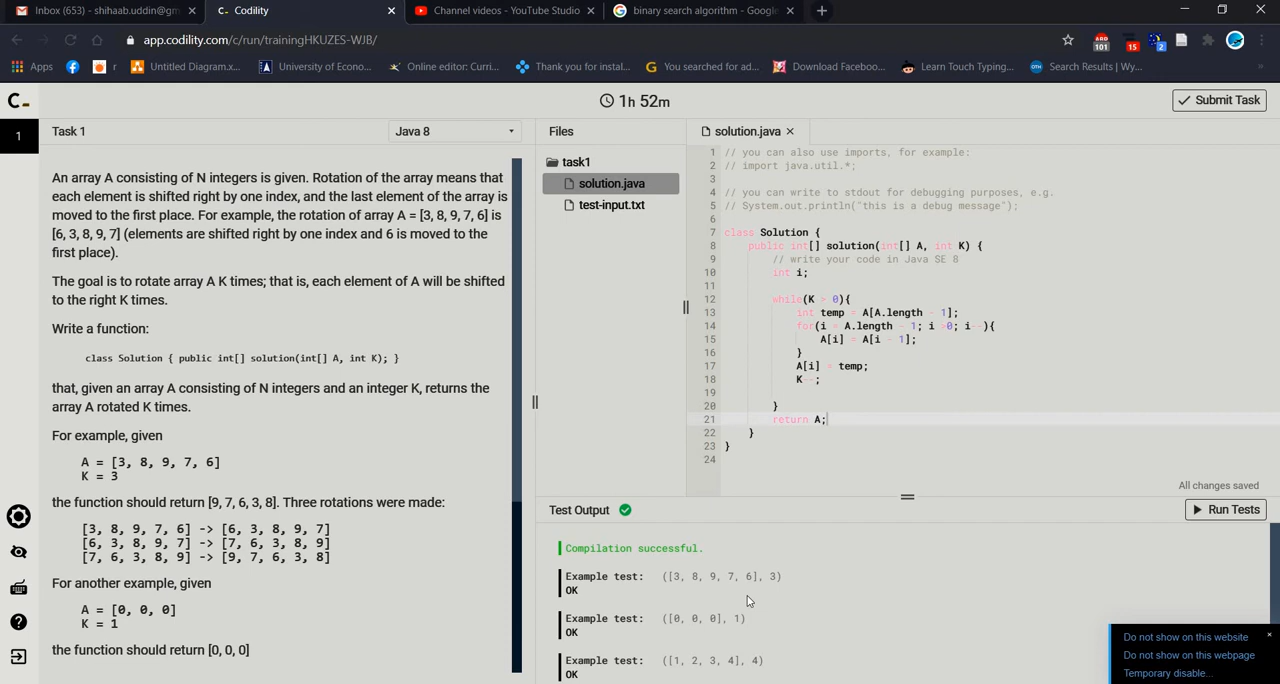 Inbox (653) - shihaab.uddin@gm
Codility
Channel videos - YouTube Studio
binary search algorithm - Google
app.codility.com/c/run/trainingHKUZES-WJB/
101
15
2
Apps
r
Untitled Diagram.x...
University of Econo...
Online editor: Curri...
Thank you for instal...
You searched for ad...
Download Faceboo...
Learn Touch Typing...
Search Results | Wy...
C_
1h 52m
Submit Task
1
Task 1
Java 8
Files
solution.java
task1
solution.java
test-input.txt
An array A consisting of N integers is given. Rotation of the array means that
each element is shifted right by one index, and the last element of the array is
moved to the first place. For example, the rotation of array A = [3, 8, 9, 7, 6] is
[6, 3, 8, 9, 7] (elements are shifted right by one index and 6 is moved to the
first place).
The goal is to rotate array A K times; that is, each element of A will be shifted
to the right K times.
Write a function:
class Solution { public int[] solution(int[] A, int K); }
that, given an array A consisting of N integers and an integer K, returns the
array A rotated K times.
For example, given
A = [3, 8, 9, 7, 6]
K = 3
the function should return [9, 7, 6, 3, 8]. Three rotations were made:
[3, 8, 9, 7, 6] -> [6, 3, 8, 9, 7]
[6, 3, 8, 9, 7] -> [7, 6, 3, 8, 9]
[7, 6, 3, 8, 9] -> [9, 7, 6, 3, 8]
For another example, given
A = [0, 0, 0]
K = 1
the function should return [0, 0, 0]
1 // you can also use imports, for example:
2 // import java.util.*;
3
4 // you can write to stdout for debugging purposes, e.g.
5 // System.out.println("this is a debug message");
6
7 class Solution {
8 public int[] solution(int[] A, int K) {
9 // write your code in Java SE 8
10 int i;
11
12 while(K > 0){
13 int temp = A[A.length - 1];
14 for(i = A.length - 1; i >0; i--){
15 A[i] = A[i - 1];
16 }
17 A[i] = temp;
18 K--;
19
20 }
21 return A;
22 }
23 }
24
All changes saved
Test Output
Run Tests
Compilation successful.
Example test: ([3, 8, 9, 7, 6], 3)
OK
Example test: ([0, 0, 0], 1)
OK
Example test: ([1, 2, 3, 4], 4)
OK
Do not show on this website
Do not show on this webpage
Temporary disable...